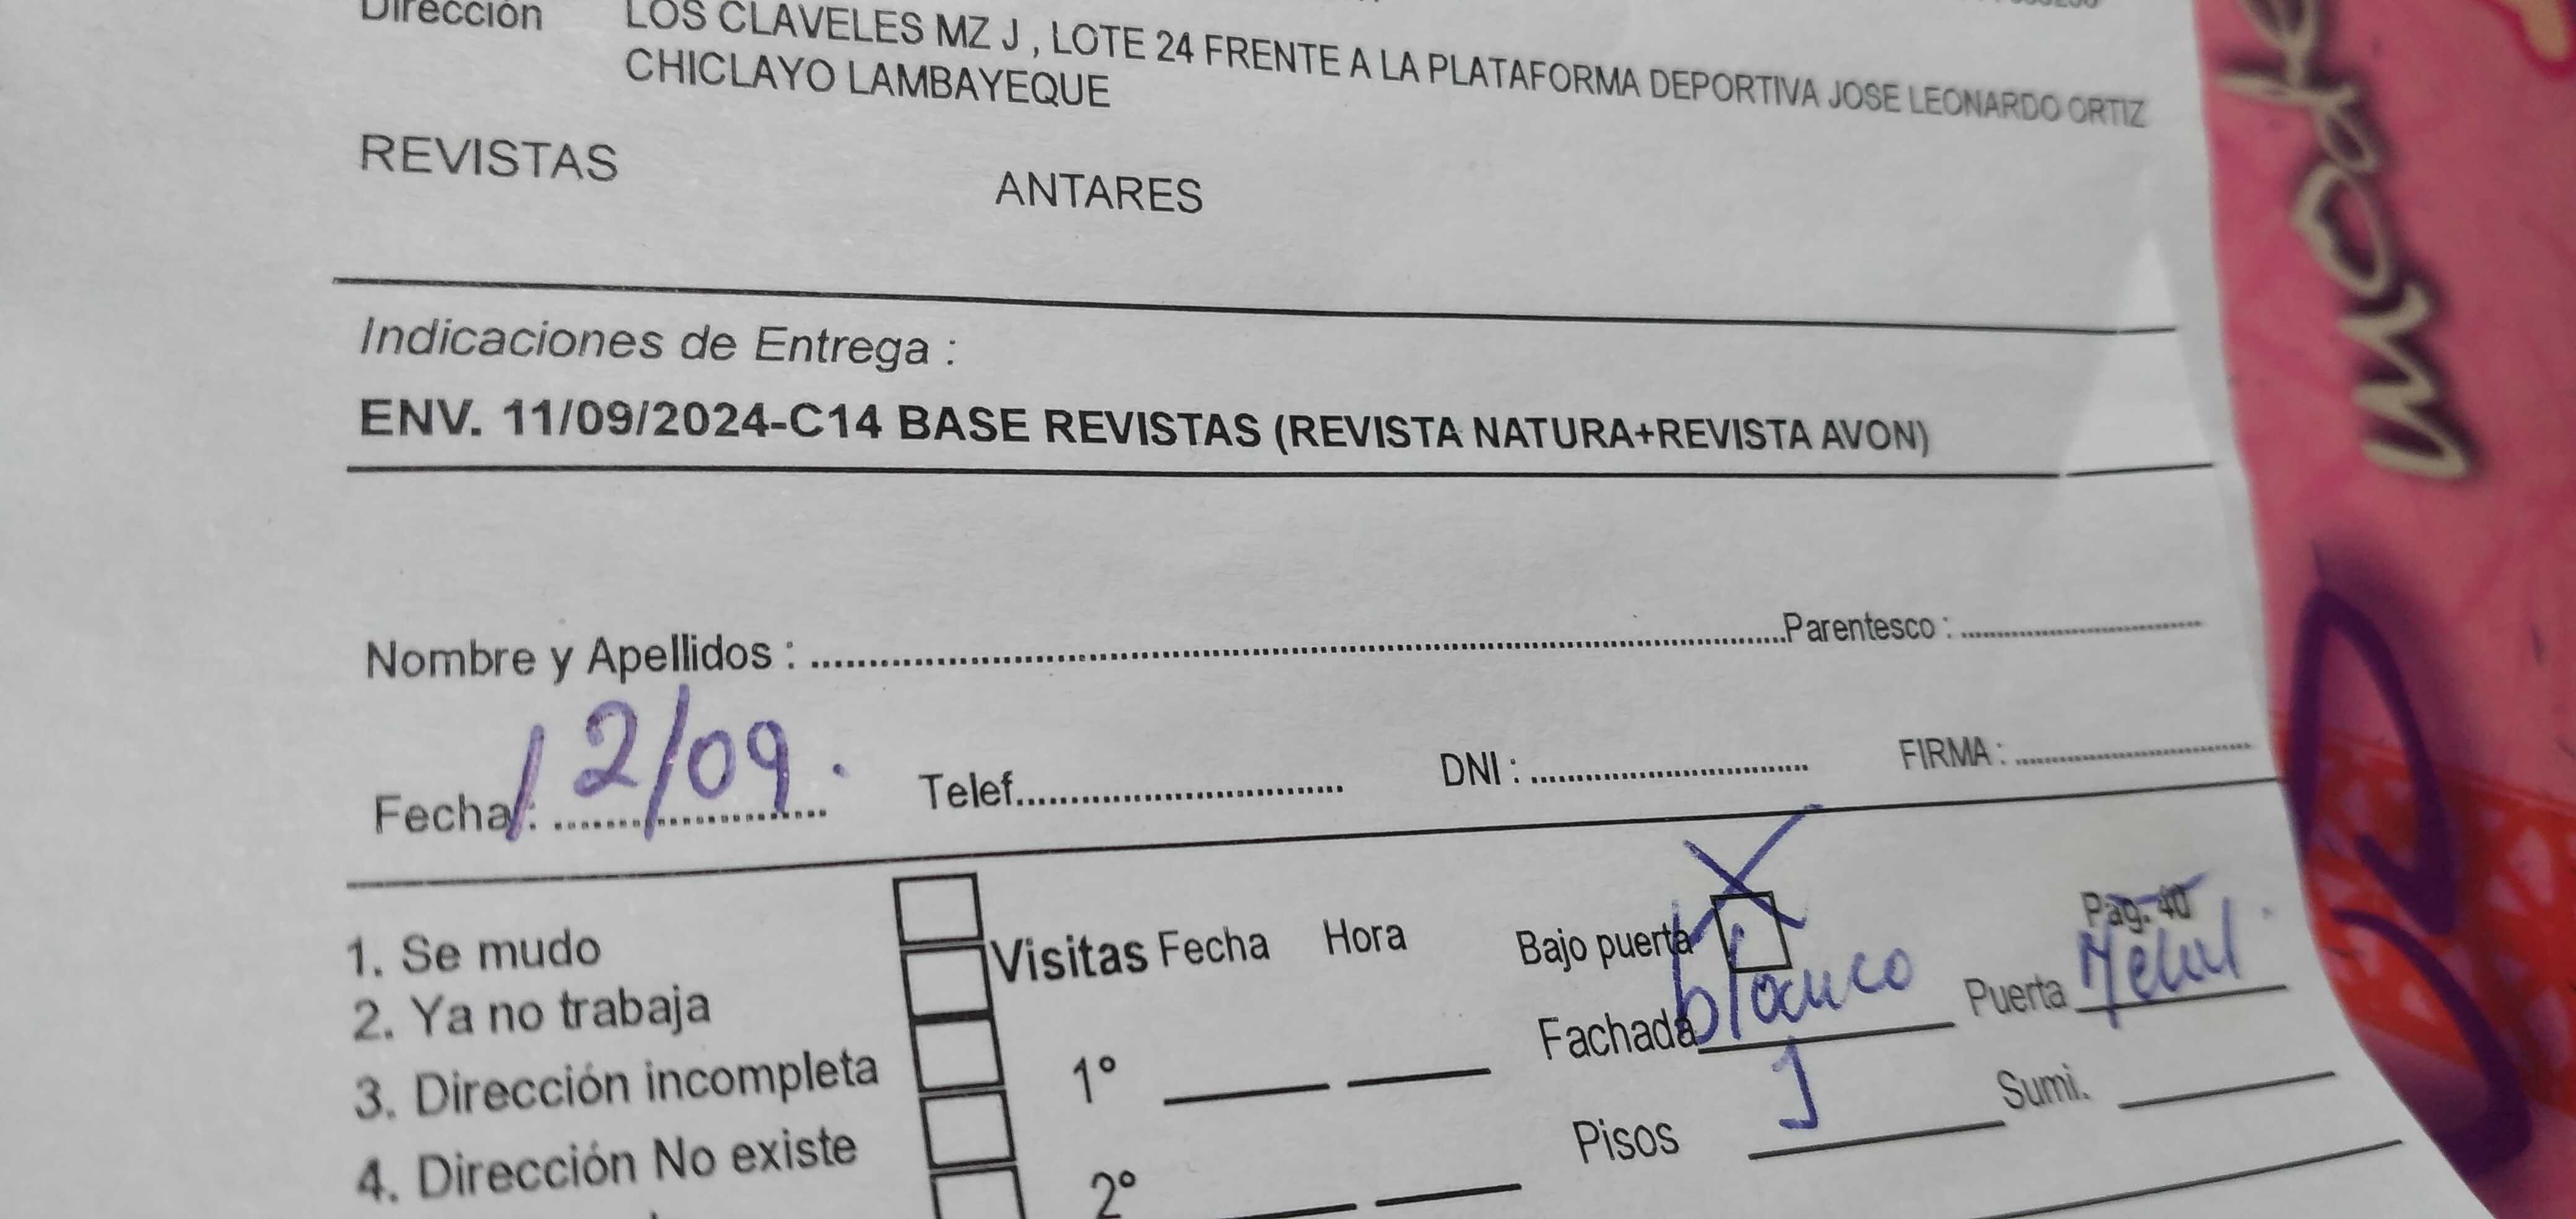 Dirección LOS CLAVELES MZ J , LOTE 24 FRENTE A LA PLATAFORMA DEPORTIVA JOSE LEONARDO ORTIZ
CHICLAYO LAMBAYEQUE
REVISTAS ANTARES
Indicaciones de Entrega :
ENV. 11/09/2024-C14 BASE REVISTAS (REVISTA NATURA+REVISTA AVON)
Nombre y Apellidos : Parentesco :
Fecha : 12/09. Telef. DNI : FIRMA :
Pag. 40
1. Se mudo Visitas Fecha Hora Bajo puerta X
2. Ya no trabaja Fachada blanco Puerta
3. Dirección incompleta 1° Pisos 1 Sumi.
4. Dirección No existe 2°